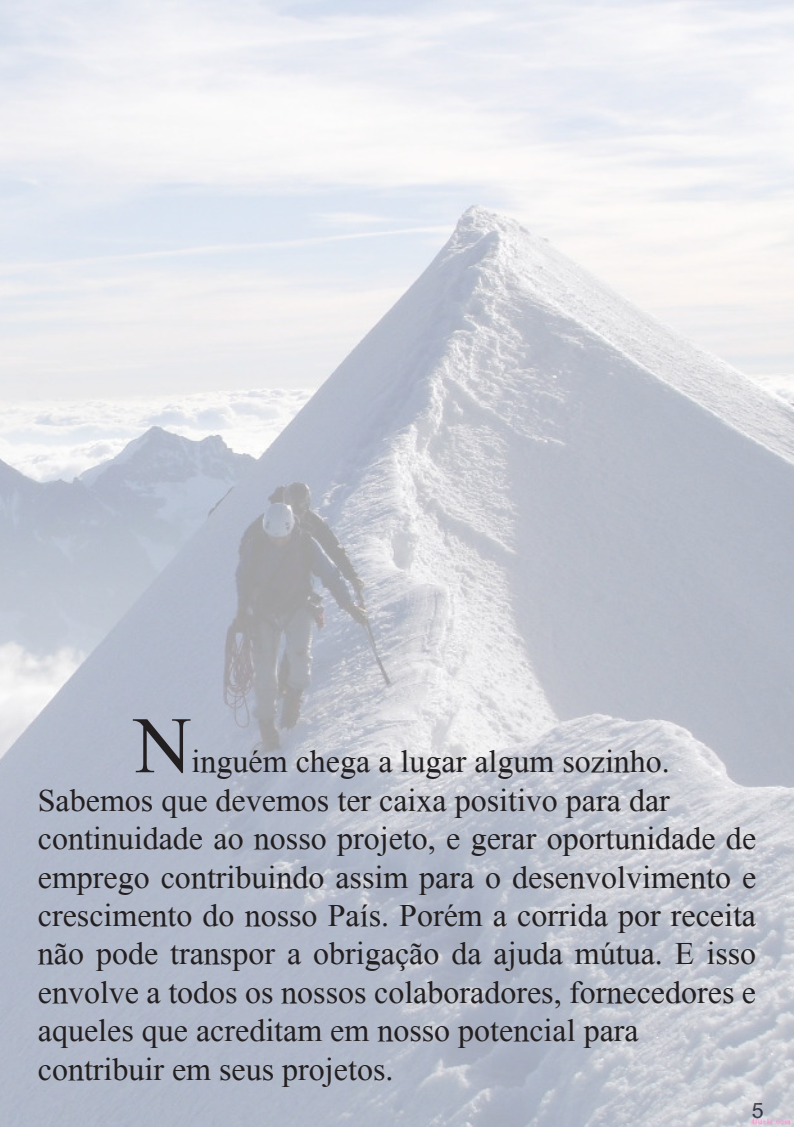 Ninguém chega a lugar algum sozinho.
Sabemos que devemos ter caixa positivo para dar
continuidade ao nosso projeto, e gerar oportunidade de
emprego contribuindo assim para o desenvolvimento e
crescimento do nosso País. Porém a corrida por receita
não pode transpor a obrigação da ajuda mútua. E isso
envolve a todos os nossos colaboradores, fornecedores e
aqueles que acreditam em nosso potencial para
contribuir em seus projetos.
5